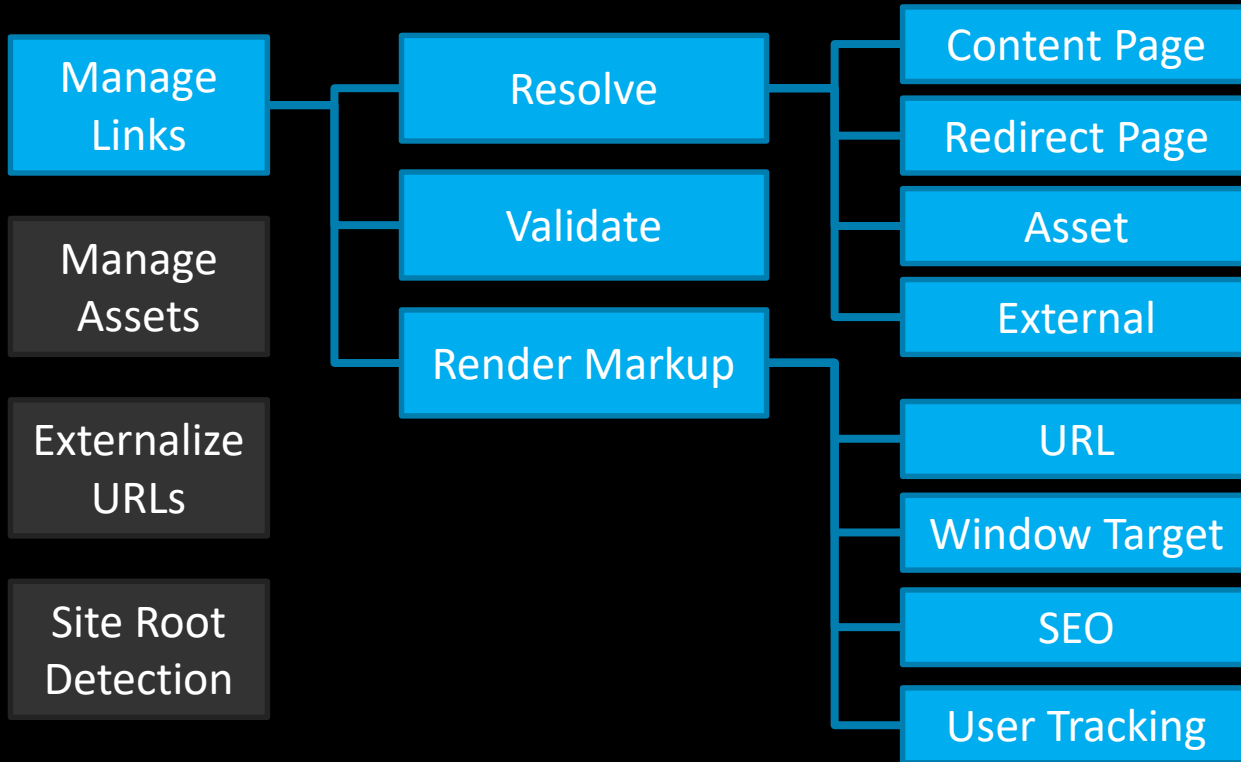 Manage
Links
Manage
Assets
Externalize
URLs
Site Root
Detection
Resolve
Validate
Render Markup
Content Page
Redirect Page
Asset
External
URL
Window Target
SEO
User Tracking